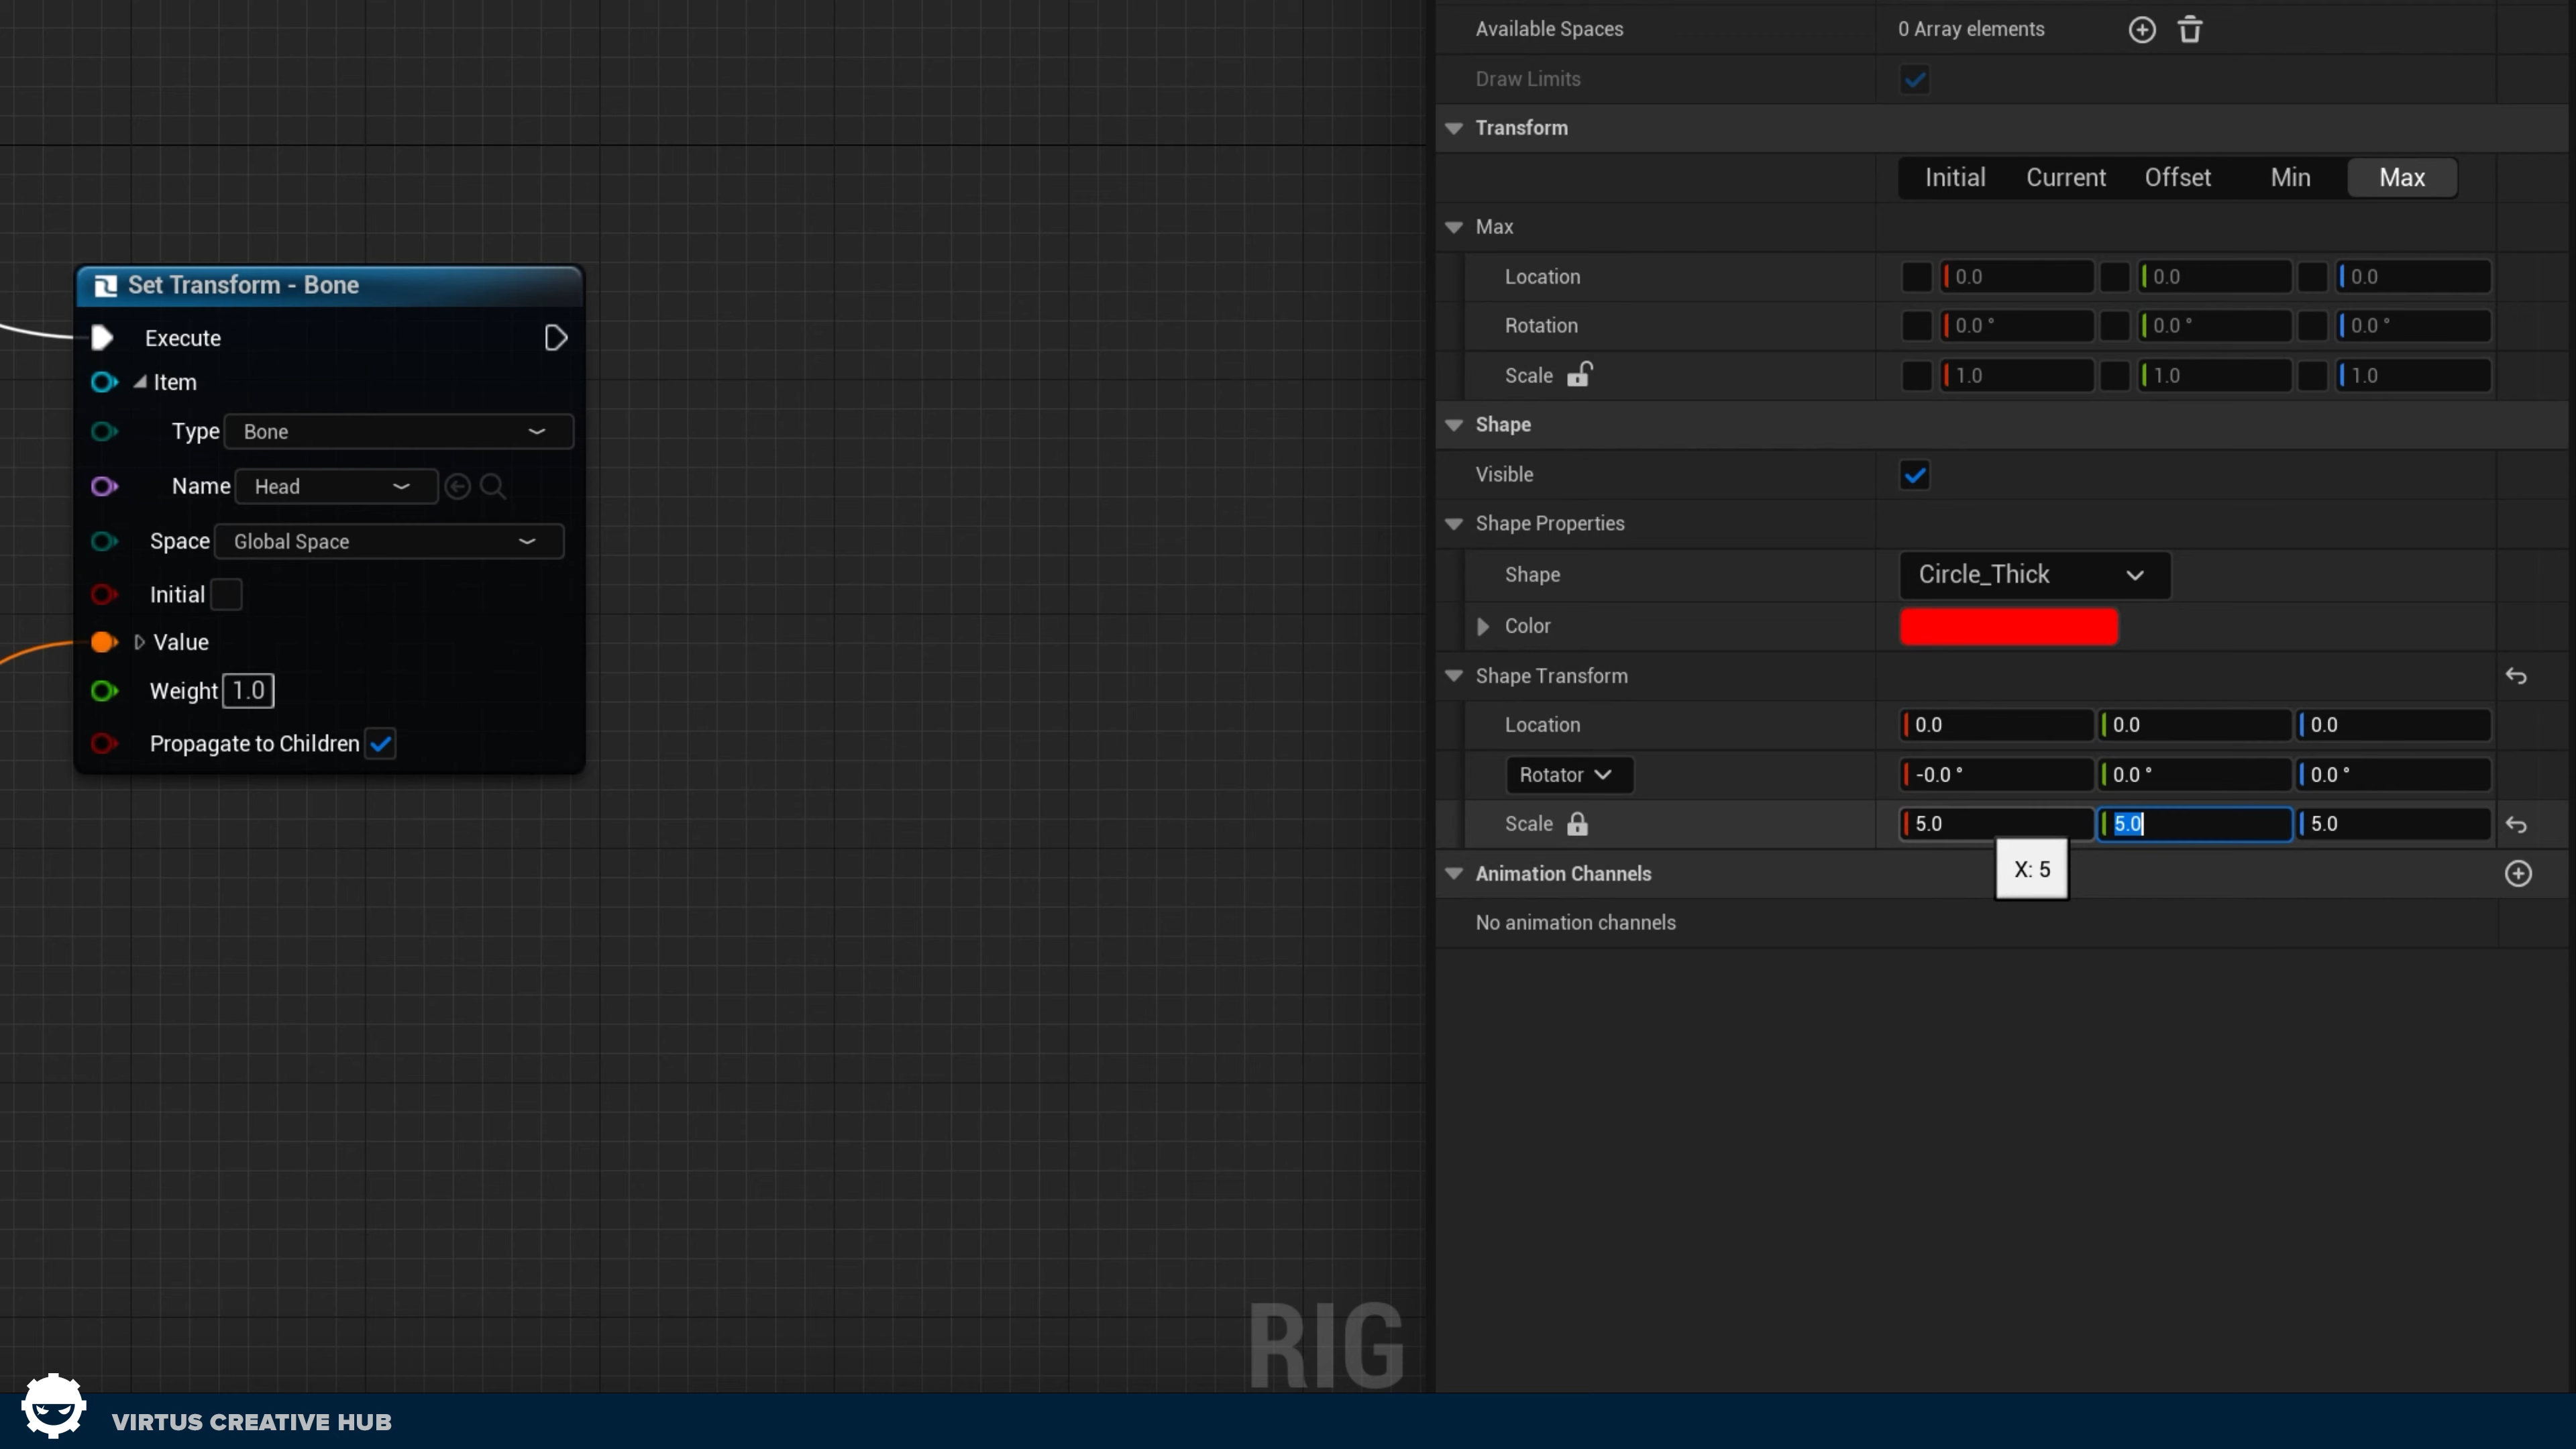 Set Transform - Bone
Execute
Item
Type Bone
Name Head
Space Global Space
Initial
Value
Weight 1.0
Propagate to Children
RIG
Available Spaces 0 Array elements
Draw Limits
Transform
Initial Current Offset Min Max
Max
Location 0.0 0.0 0.0
Rotation 0.0 ° 0.0 ° 0.0 °
Scale 1.0 1.0 1.0
Shape
Visible
Shape Properties
Shape Circle_Thick
Color
Shape Transform
Location 0.0 0.0 0.0
Rotator -0.0 ° 0.0 ° 0.0 °
Scale 5.0 5.0 5.0
X: 5
Animation Channels
No animation channels
VIRTUS CREATIVE HUB